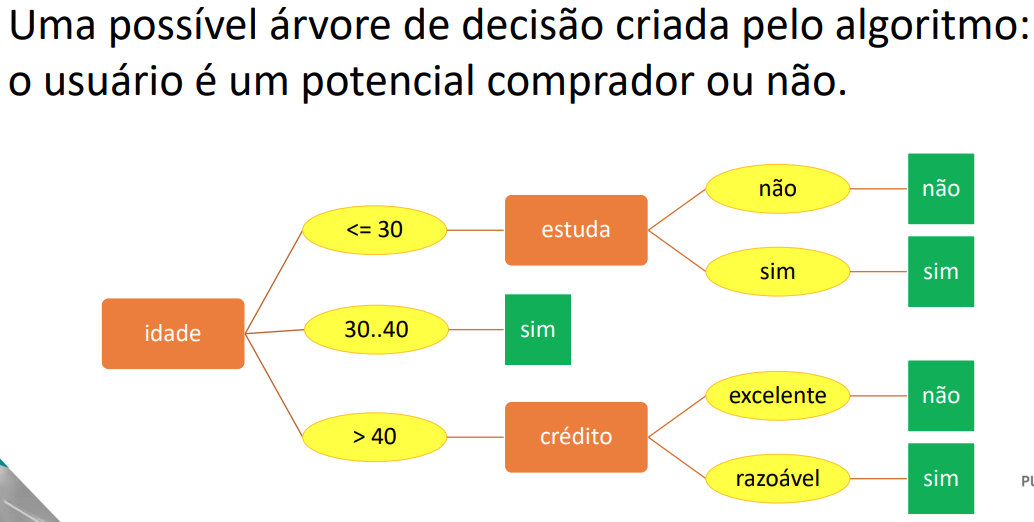 Uma possível árvore de decisão criada pelo algoritmo:
o usuário é um potencial comprador ou não.
não
não
<= 30
estuda
sim
sim
idade
30..40
sim
excelente
não
> 40
crédito
razoável
sim